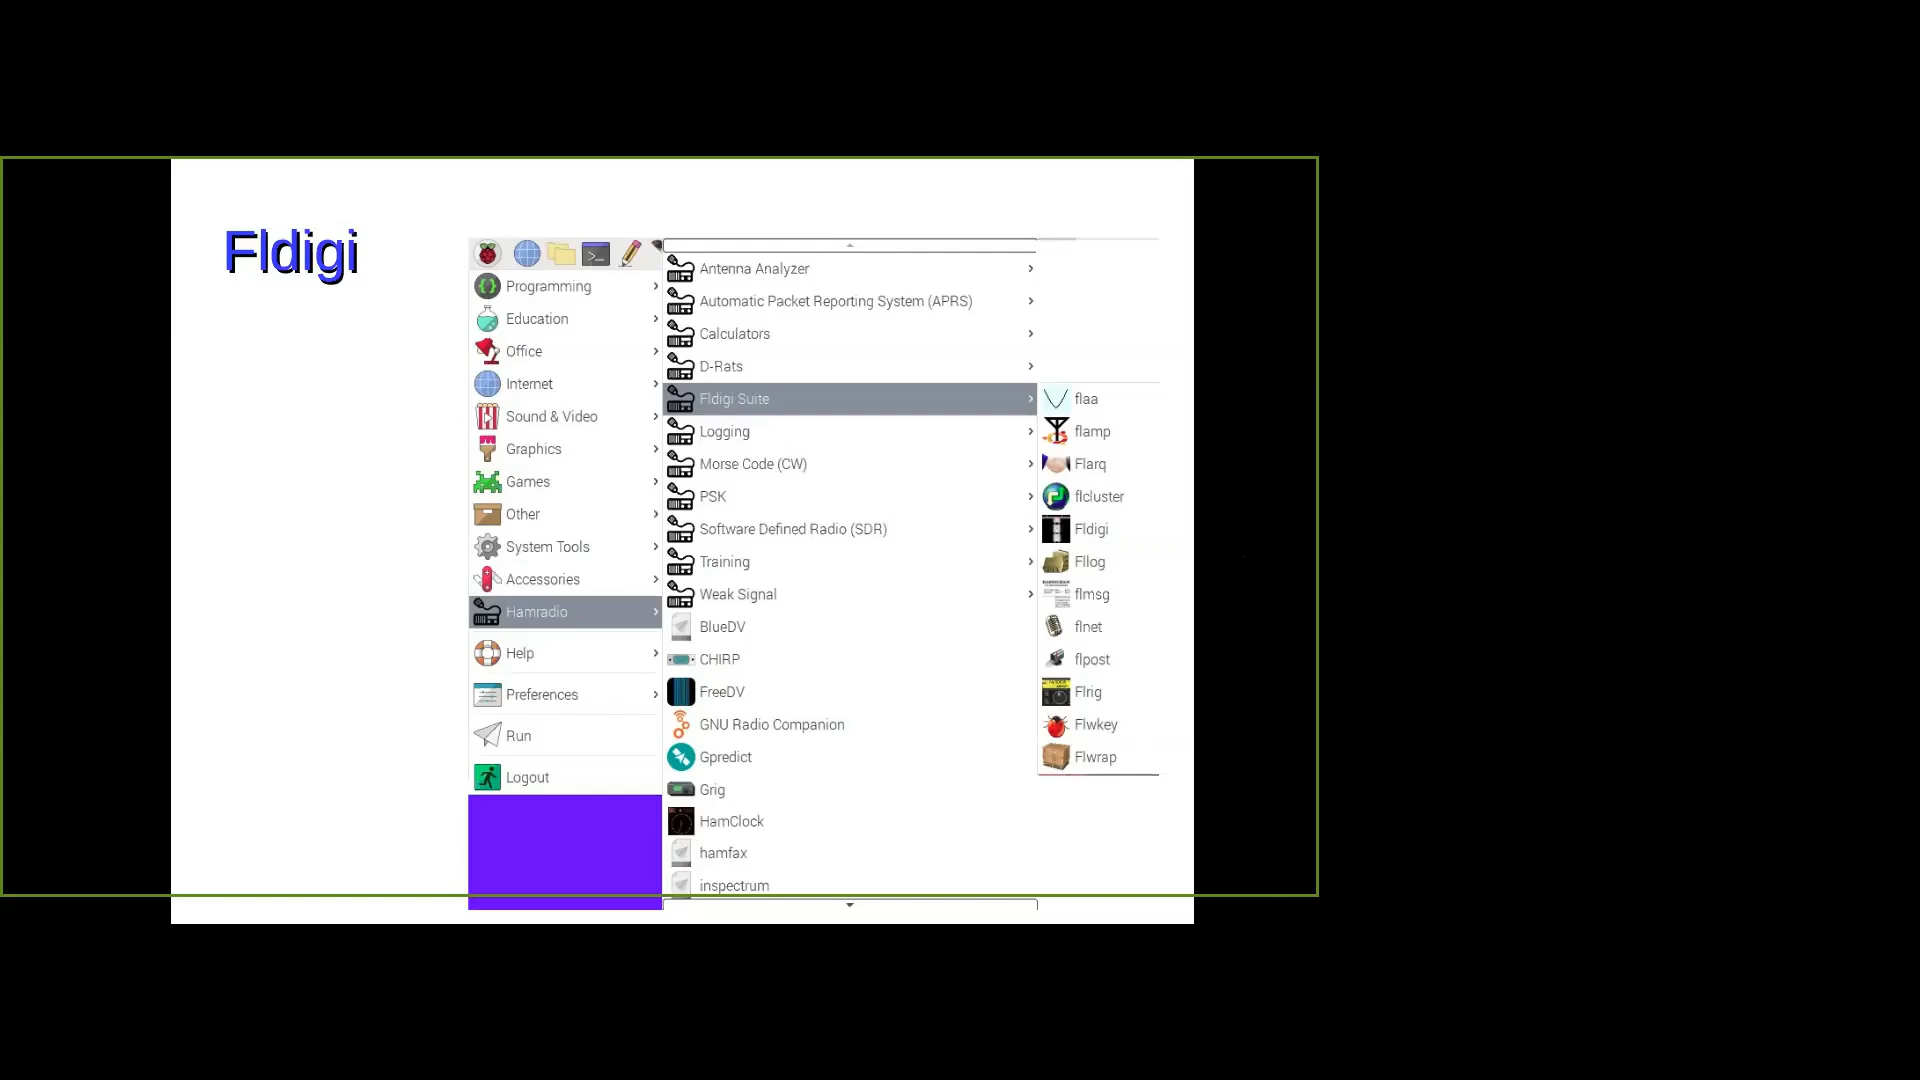 Fldigi
Programming
Education
Office
Internet
Sound & Video
Graphics
Games
Other
System Tools
Accessories
Hamradio
Help
Preferences
Run
Logout
Antenna Analyzer
Automatic Packet Reporting System (APRS)
Calculators
D-Rats
Fldigi Suite
Logging
Morse Code (CW)
PSK
Software Defined Radio (SDR)
Training
Weak Signal
BlueDV
CHIRP
FreeDV
GNU Radio Companion
Gpredict
Grig
HamClock
hamfax
inspectrum
flaa
flamp
Flarq
flcluster
Fldigi
Fllog
flmsg
flnet
flpost
Flrig
Flwkey
Flwrap